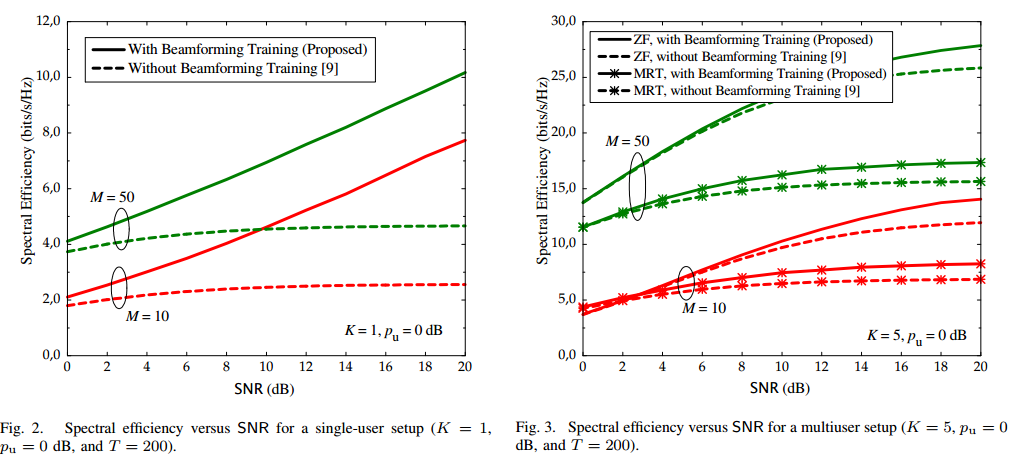 12,0
10,0
8,0
6,0
4,0
2,0
0,0
Spectral Efficiency (bits/s/Hz)
With Beamforming Training (Proposed)
Without Beamforming Training [9]
M = 50
M = 10
K = 1, pu = 0 dB
0 2 4 6 8 10 12 14 16 18 20
SNR (dB)
Fig. 2. Spectral efficiency versus SNR for a single-user setup (K = 1,
pu = 0 dB, and T = 200).
30,0
25,0
20,0
15,0
10,0
5,0
0,0
Spectral Efficiency (bits/s/Hz)
ZF, with Beamforming Training (Proposed)
ZF, without Beamforming Training [9]
MRT, with Beamforming Training (Proposed)
MRT, without Beamforming Training [9]
M = 50
M = 10
K = 5, pu = 0 dB
0 2 4 6 8 10 12 14 16 18 20
SNR (dB)
Fig. 3. Spectral efficiency versus SNR for a multiuser setup (K = 5, pu = 0
dB, and T = 200).